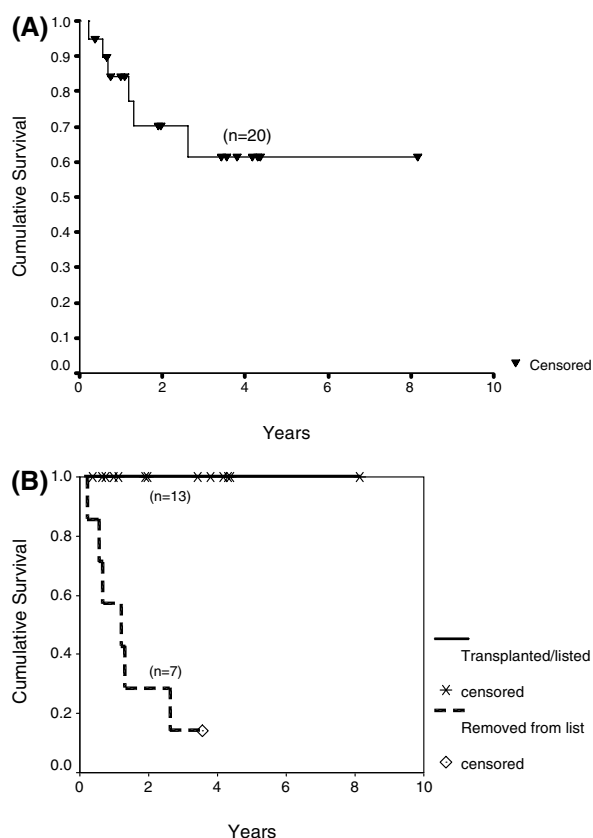 (A)
1.0
0.9
0.8
0.7
0.6
0.5
0.4
0.3
0.2
0.1
0.0
Cumulative Survival
(n=20)
0 2 4 6 8 10
Years
Censored
(B)
1.0
0.8
0.6
0.4
0.2
0.0
Cumulative Survival
(n=13)
(n=7)
0 2 4 6 8 10
Years
Transplanted/listed
censored
Removed from list
censored